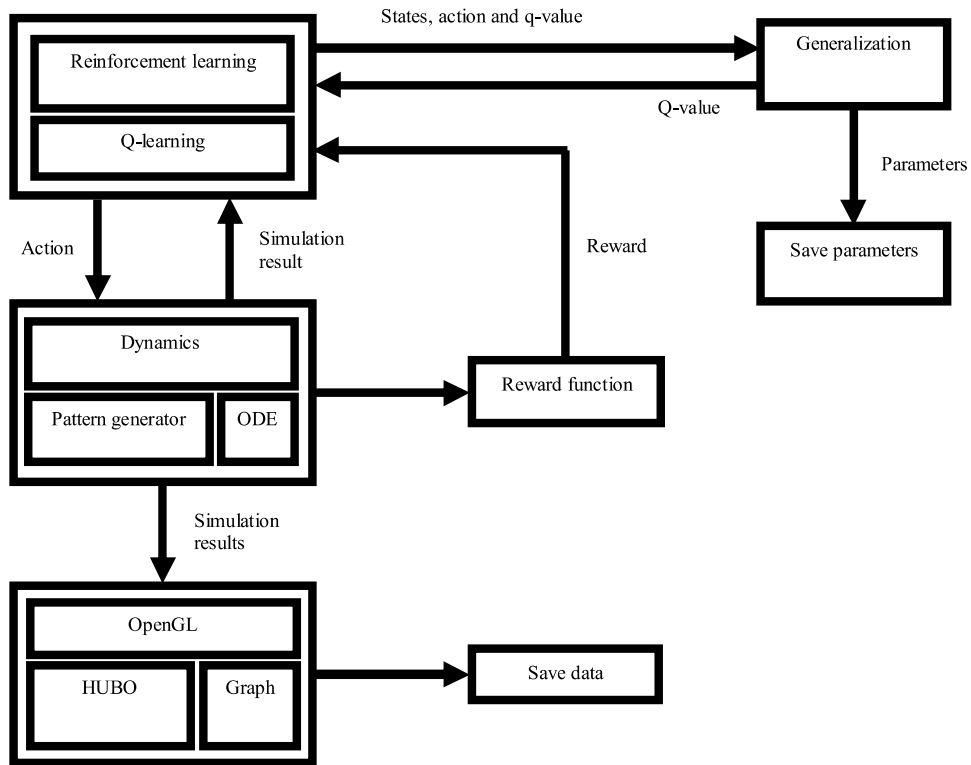 States, action and q-value
Generalization
Reinforcement learning
Q-value
Q-learning
Parameters
Action
Simulation
result
Reward
Save parameters
Dynamics
Reward function
Pattern generator
ODE
Simulation
results
OpenGL
HUBO
Graph
Save data